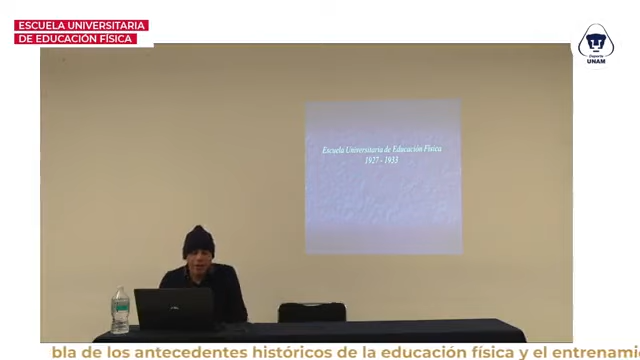 ESCUELA UNIVERSITARIA
DE EDUCACIÓN FÍSICA
Deporte
UNAM
Escuela Universitaria de Educación Física
1927 - 1933
bla de los antecedentes históricos de la educación física y el entrenami